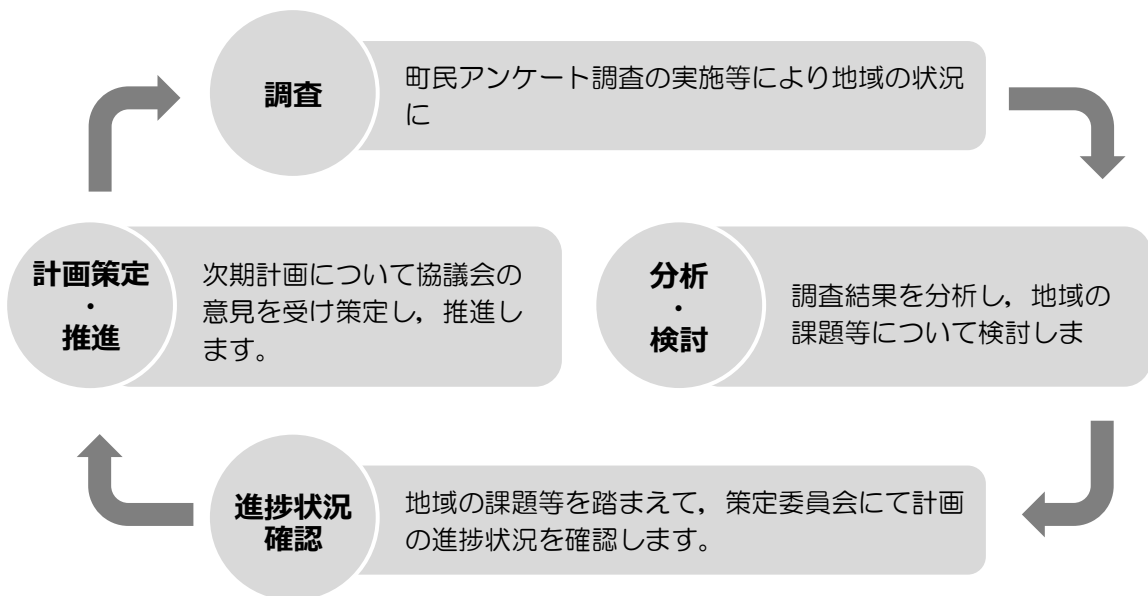 調査
町民アンケート調査の実施等により地域の状況
に
計画策定
・
推進
次期計画について協議会の
意見を受け策定し，推進し
ます。
分析
・
検討
調査結果を分析し，地域の
課題等について検討しま
進捗状況
確認
地域の課題等を踏まえて，策定委員会にて計画
の進捗状況を確認します。